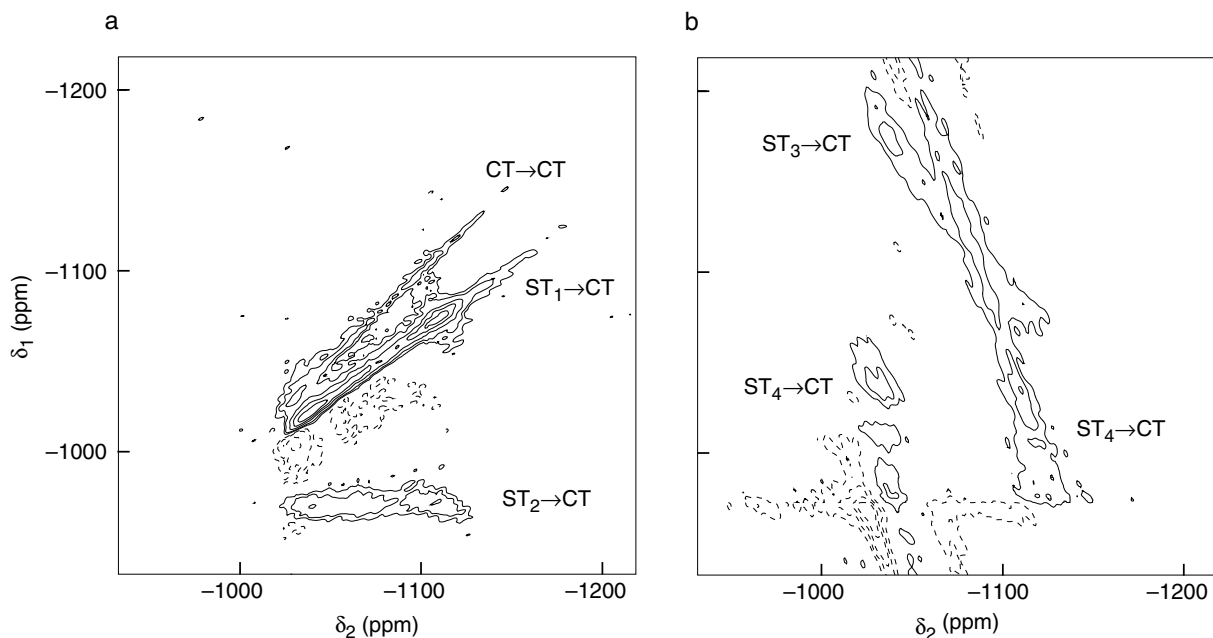 a
−1200
CT→CT
ST₁→CT
−1100
δ₁ (ppm)
−1000
ST₂→CT
−1000
−1100
−1200
δ₂ (ppm)
b
ST₃→CT
ST₄→CT
ST₄→CT
−1000
−1100
−1200
δ₂ (ppm)